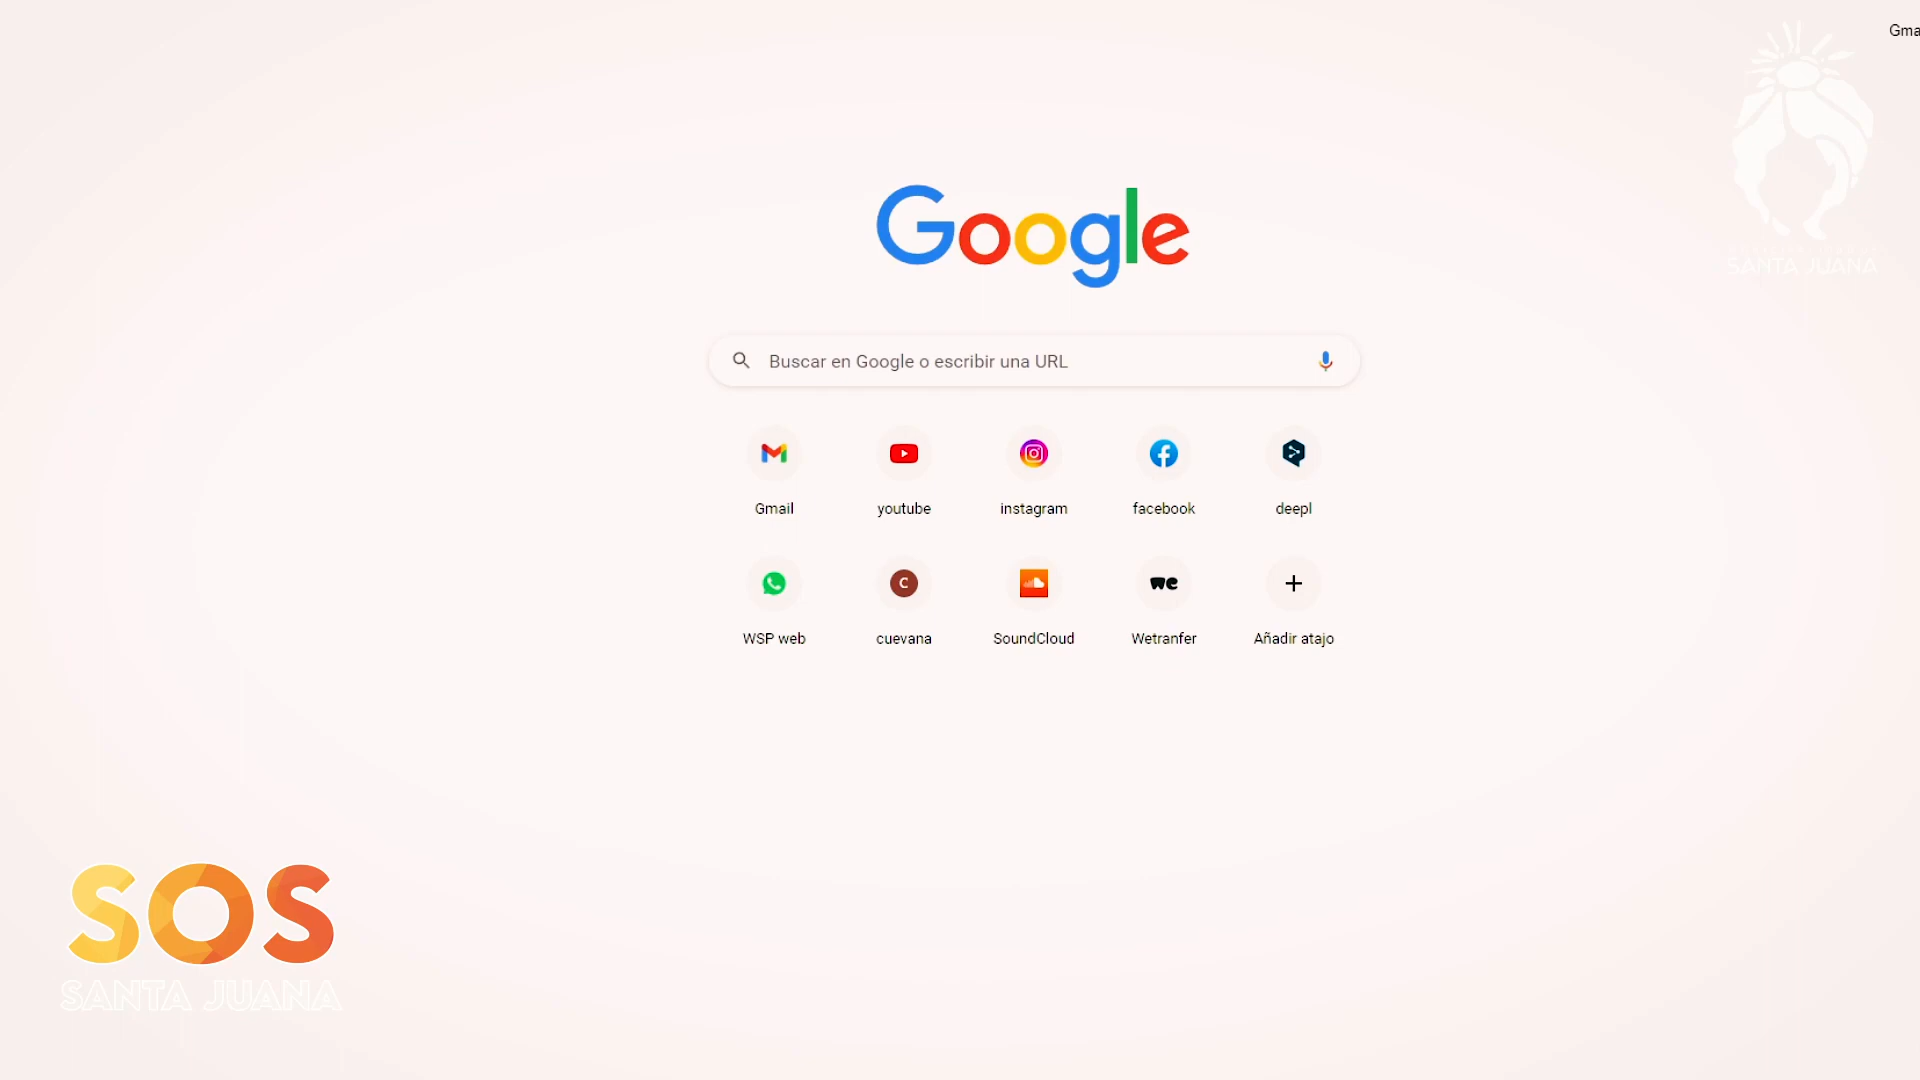 Gma
SANTA JUANA
Google
Buscar en Google o escribir una URL
Gmail
youtube
instagram
facebook
deepl
C
WSP web
cuevana
SoundCloud
we
Wetranfer
Añadir atajo
SOS
SANTA JUANA